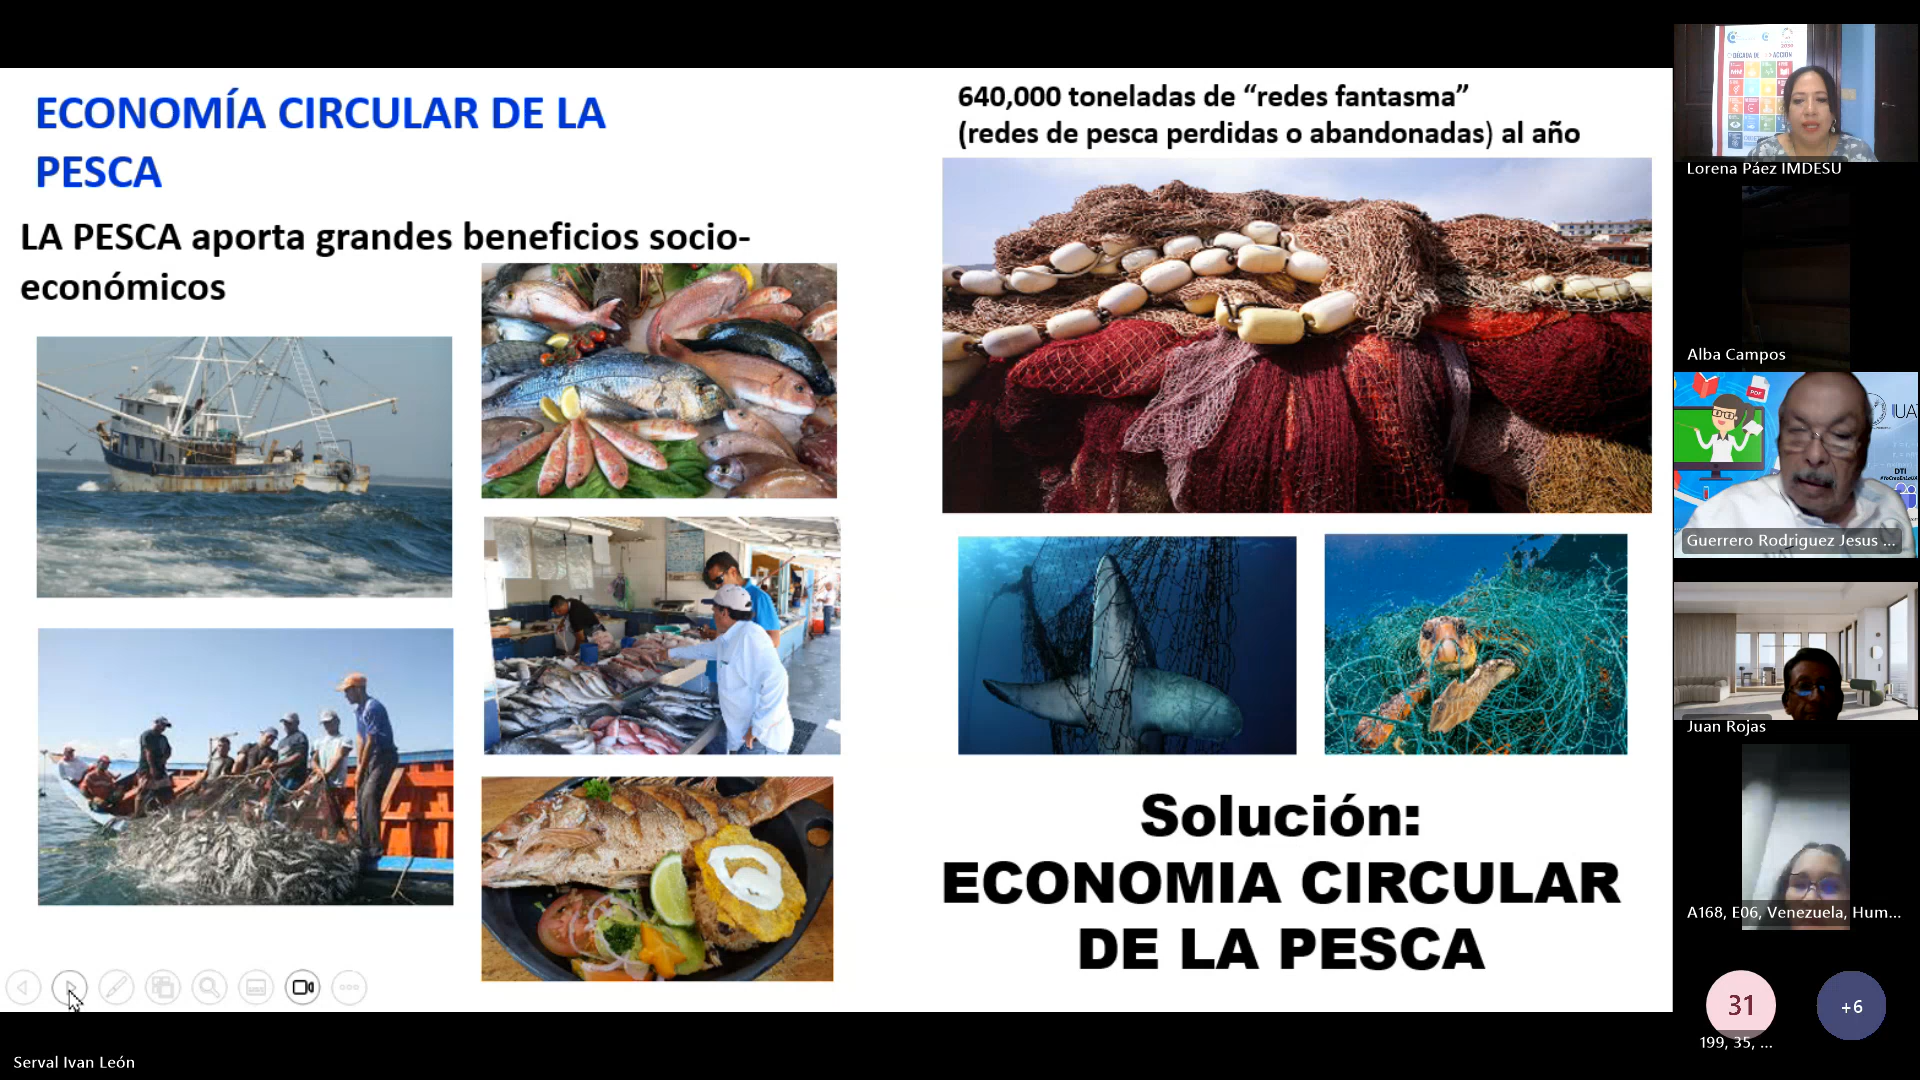 ECONOMÍA CIRCULAR DE LA
PESCA
LA PESCA aporta grandes beneficios socio-
económicos
640,000 toneladas de “redes fantasma”
(redes de pesca perdidas o abandonadas) al año
Solución:
ECONOMIA CIRCULAR
DE LA PESCA
Serval Ivan León
Lorena Páez IMDESU
Alba Campos
PDF
DTI
Guerrero Rodriguez Jesus ...
Juan Rojas
A168, E06, Venezuela, Hum...
31
+6
199, 35, ...